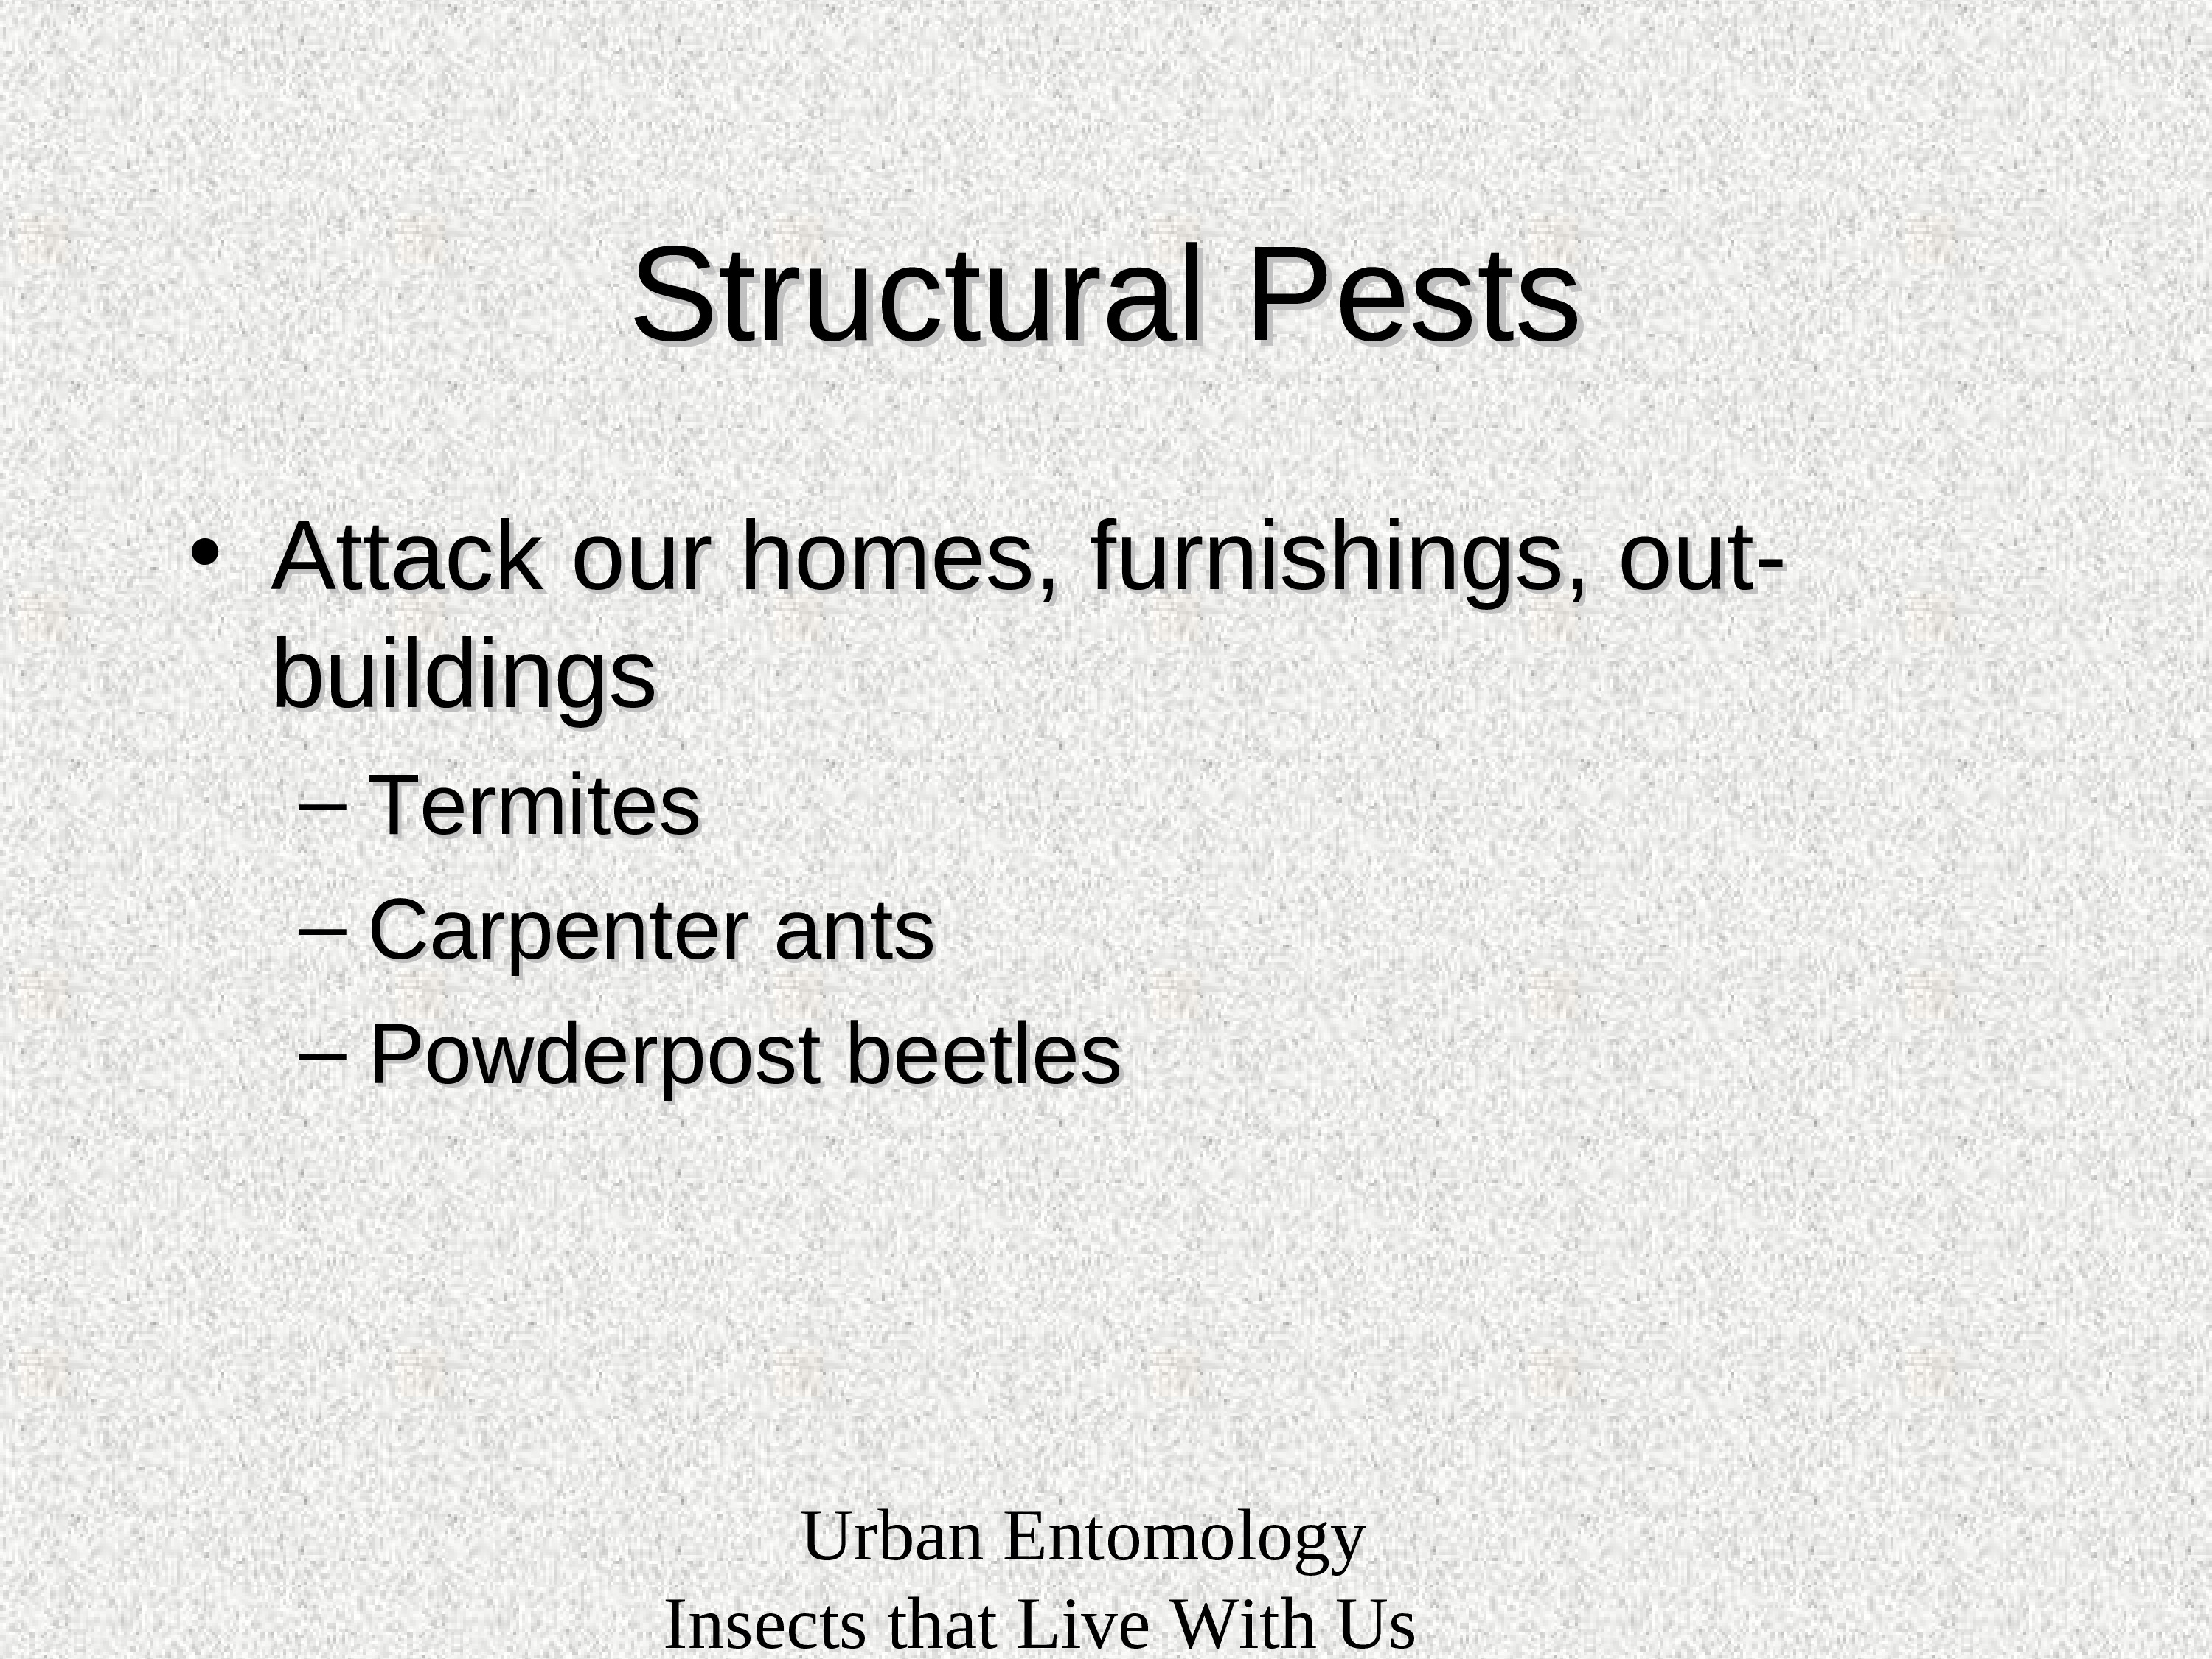 Structural Pests
• Attack our homes, furnishings, out-
buildings
– Termites
– Carpenter ants
– Powderpost beetles
Urban Entomology
Insects that Live With Us